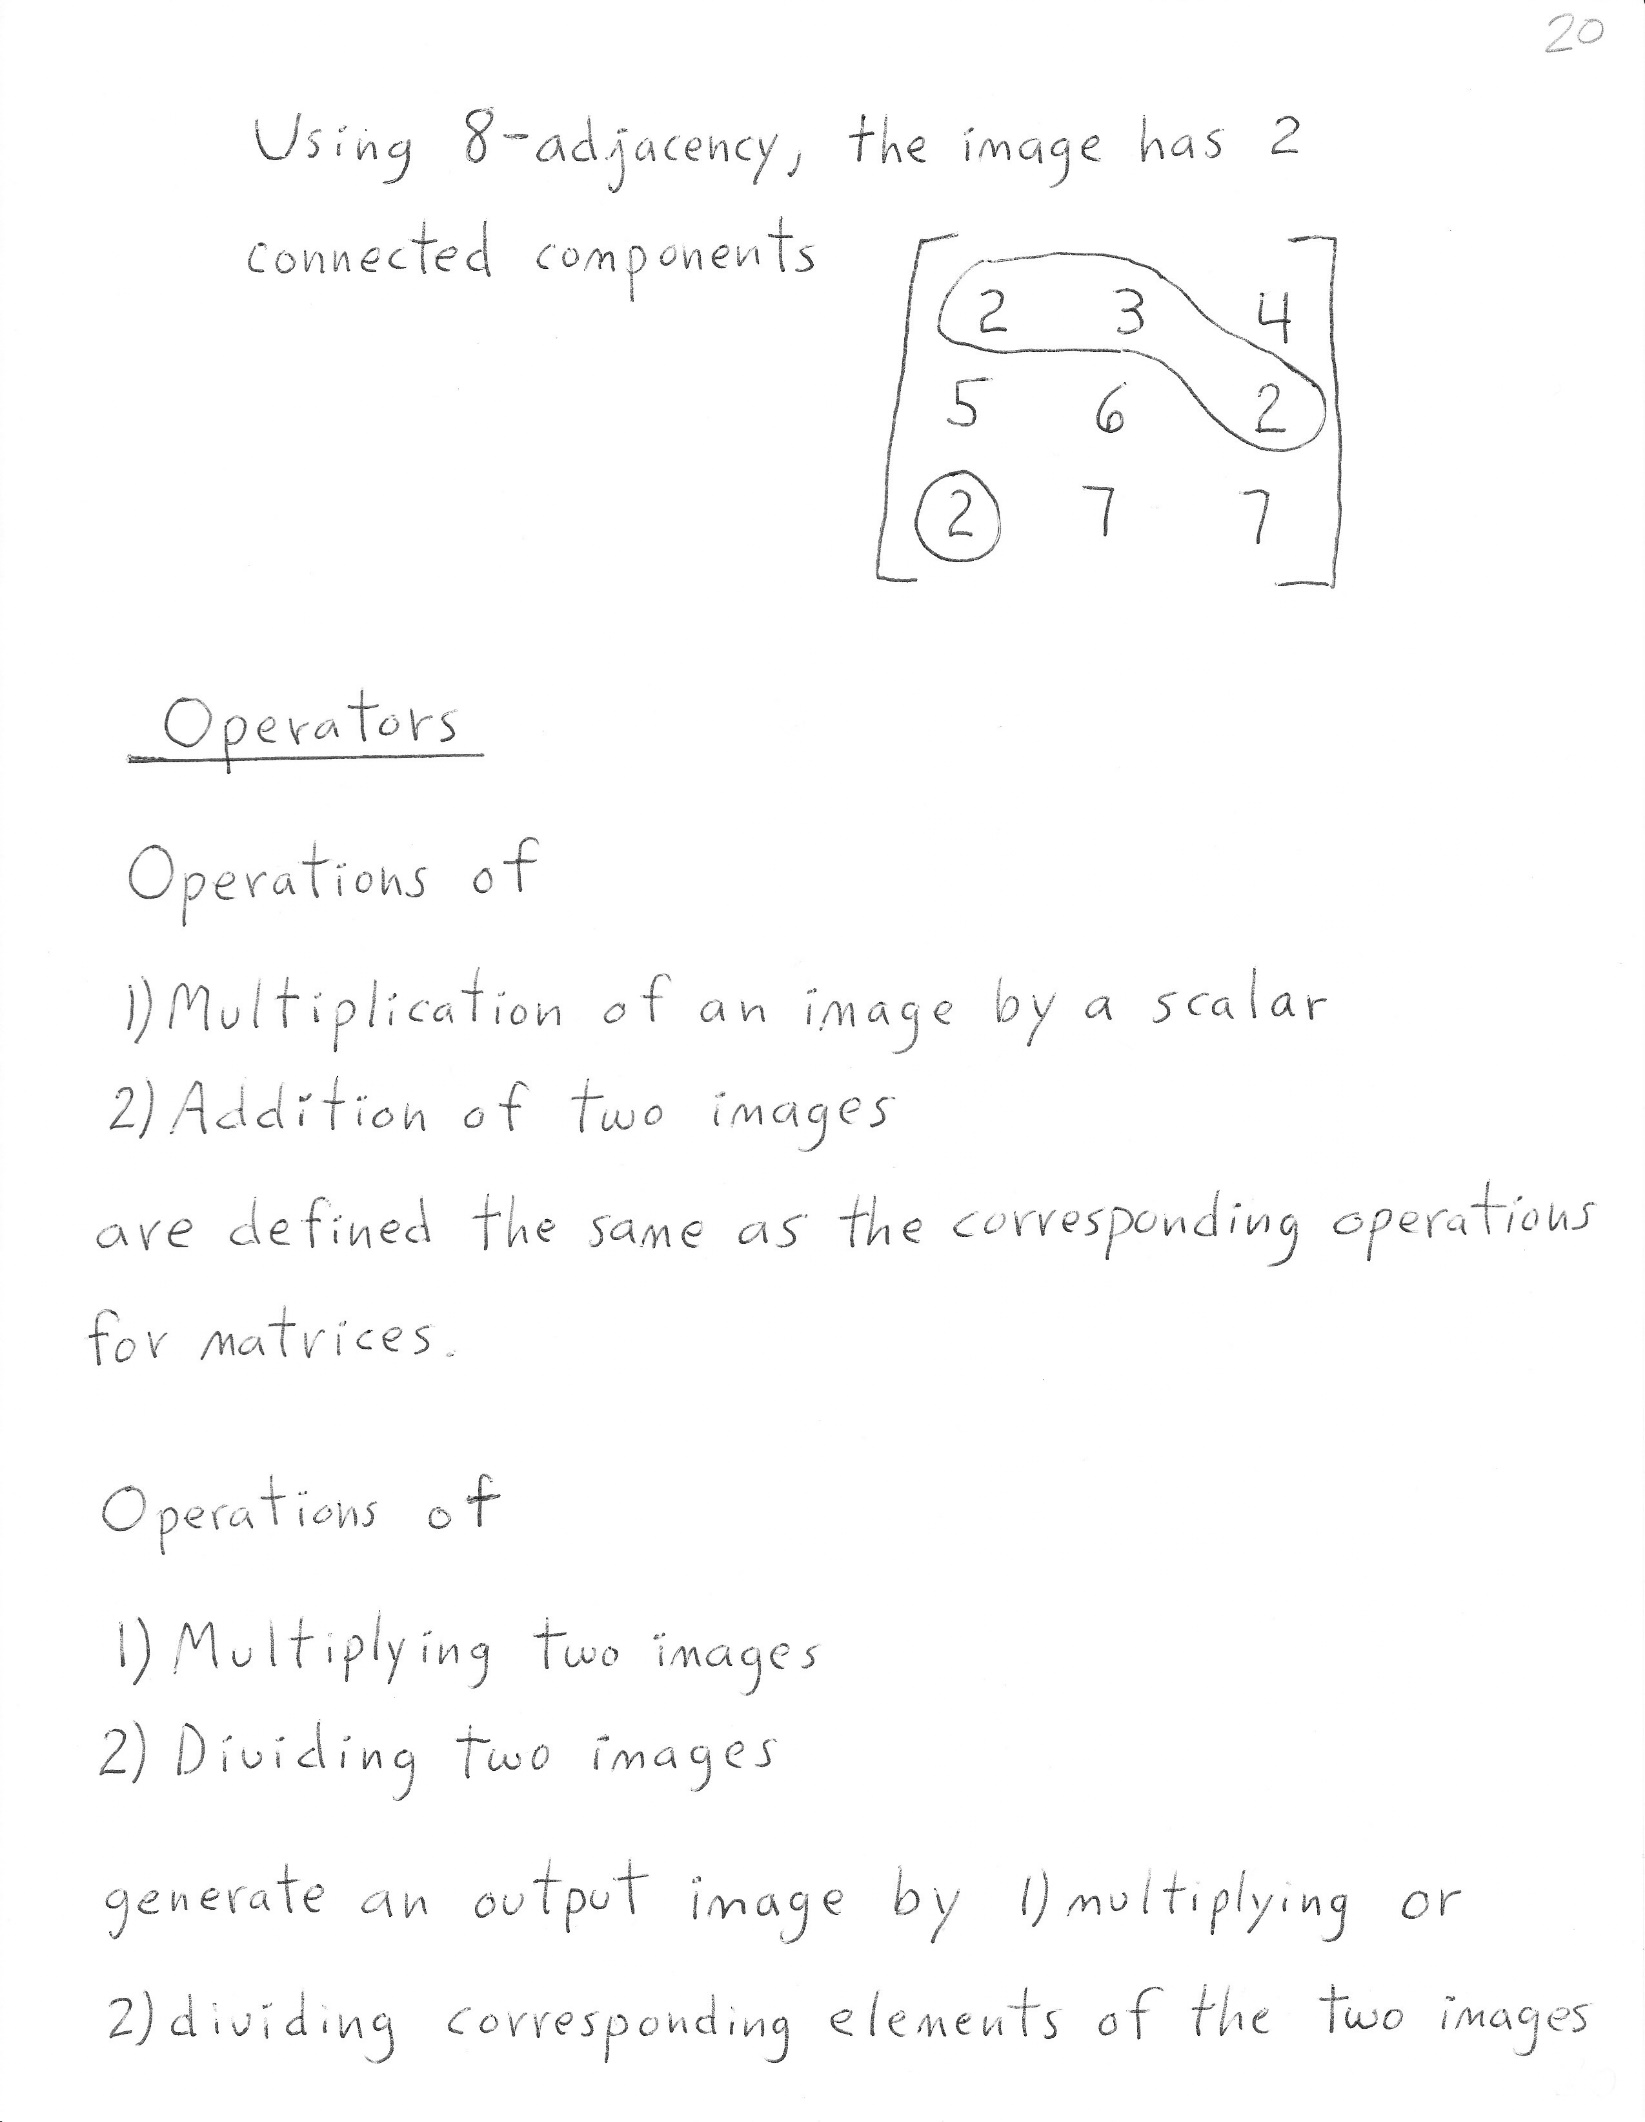 20
Using 8-adjacency, the image has 2
connected components
2 3 4
5 6 2
2 7 7
Operators
Operations of
1) Multiplication of an image by a scalar
2) Addition of two images
are defined the same as the corresponding operations
for matrices.
Operations of
1) Multiplying two images
2) Dividing two images
generate an output image by 1) multiplying or
2) dividing corresponding elements of the two images